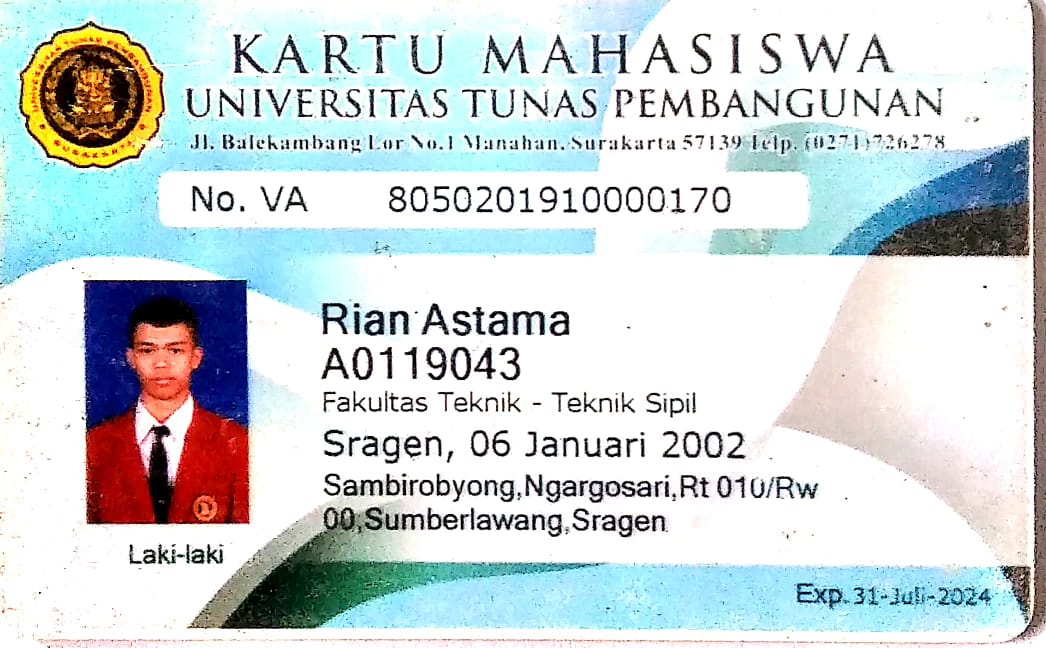 KARTU MAHASISWA
UNIVERSITAS TUNAS PEMBANGUNAN
Jl. Balekambang Lor No.1 Manahan. Surakarta 57139 Telp. (0271)726278
No. VA 8050201910000170
Rian Astama
A0119043
Fakultas Teknik - Teknik Sipil
Sragen, 06 Januari 2002
Sambirobyong,Ngargosari,Rt 010/Rw
00,Sumberlawang,Sragen
Laki-laki
Exp. 31-Juli-2024
UNIVERSITAS TUNAS PEMBANGUNAN
SURAKARTA